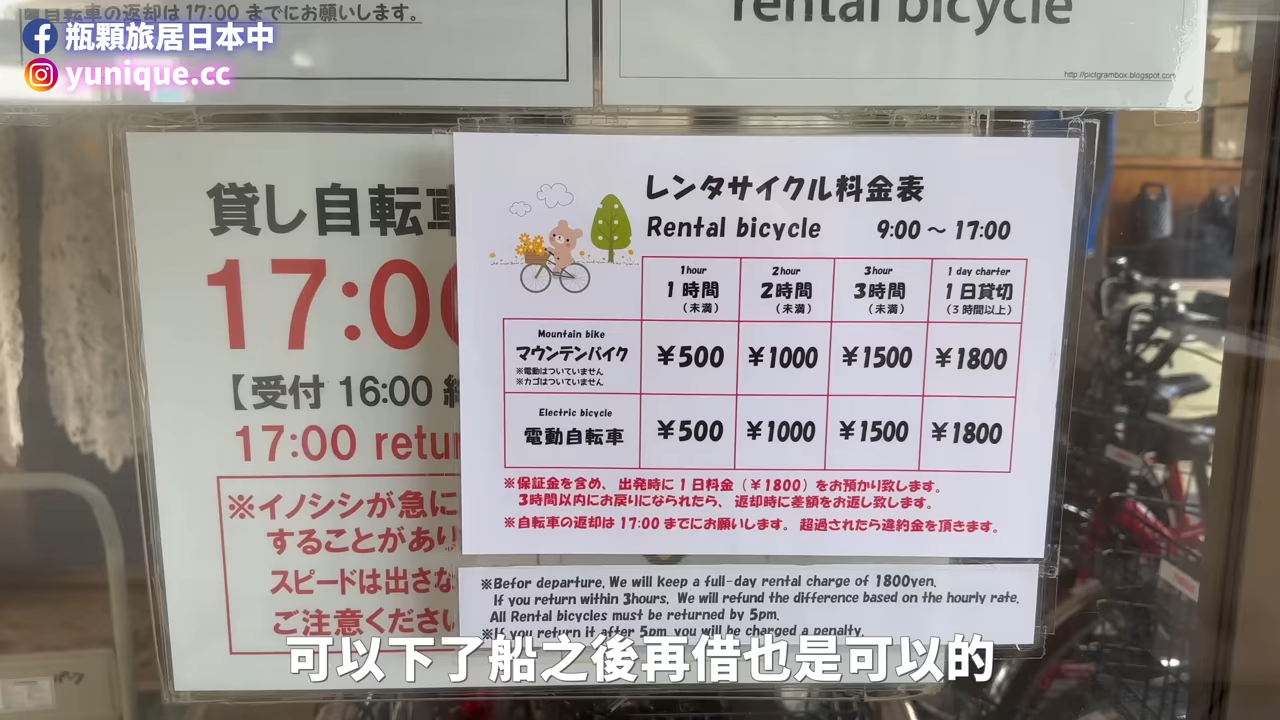 自転車の返却は 17:00 までにお願いします。
瓶顆旅居日本中
yunique.cc
rental bicycle
http://pictgrambox.blogspot.com
貸し自転車
17:00
【受付 16:00
17:00 retur
※イノシシが急に
することがあり
スピードは出さな
ご注意ください
レンタサイクル料金表
Rental bicycle 9:00 ～ 17:00
1hour 2hour 3hour 1 day charter
1 時間 2時間 3時間 1日貸切
（未満） （未満） （未満） （3時間以上）
Mountain bike
マウンテンバイク ¥500 ¥1000 ¥1500 ¥1800
※電動はついていません
※カゴはついていません
Electric bicycle
電動自転車 ¥500 ¥1000 ¥1500 ¥1800
※保証金を含め、出発時に1日料金（¥1800）をお預かり致します。
3時間以内にお戻りになられたら、返却時に差額をお返し致します。
※自転車の返却は 17:00 までにお願いします。超過されたら違約金を頂きます。
※Befor departure, We will keep a full-day rental charge of 1800yen.
If you return within 3hours, We will refund the difference based on the hourly rate.
All Rental bicycles must be returned by 5pm.
※If you return it after 5pm, you will be charged a penalty.
可以下了船之後再借也是可以的